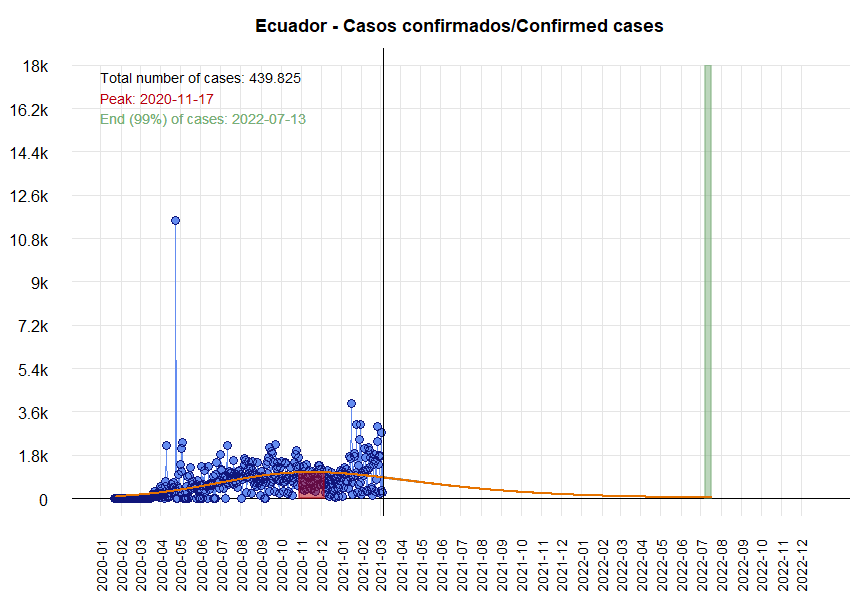 Ecuador - Casos confirmados/Confirmed cases
Total number of cases: 439.825
Peak: 2020-11-17
End (99%) of cases: 2022-07-13
18k
16.2k
14.4k
12.6k
10.8k
9k
7.2k
5.4k
3.6k
1.8k
0
2020-01
2020-02
2020-03
2020-04
2020-05
2020-06
2020-07
2020-08
2020-09
2020-10
2020-11
2020-12
2021-01
2021-02
2021-03
2021-04
2021-05
2021-06
2021-07
2021-08
2021-09
2021-10
2021-11
2021-12
2022-01
2022-02
2022-03
2022-04
2022-05
2022-06
2022-07
2022-08
2022-09
2022-10
2022-11
2022-12